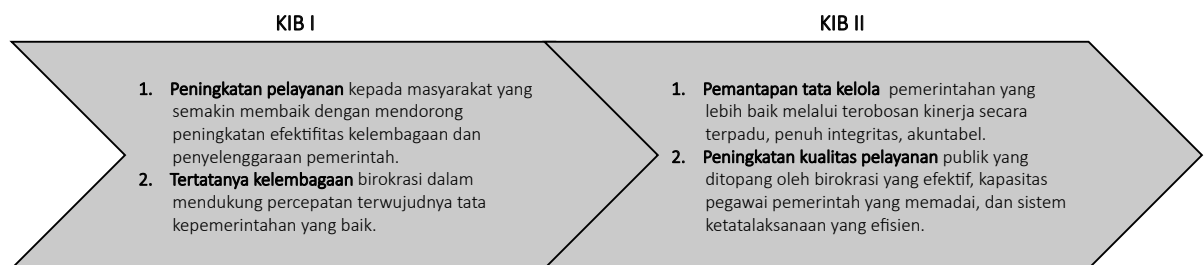 KIB I
1. Peningkatan pelayanan kepada masyarakat yang
semakin membaik dengan mendorong
peningkatan efektifitas kelembagaan dan
penyelenggaraan pemerintah.
2. Tertatanya kelembagaan birokrasi dalam
mendukung percepatan terwujudnya tata
kepemerintahan yang baik.
KIB II
1. Pemantapan tata kelola pemerintahan yang
lebih baik melalui terobosan kinerja secara
terpadu, penuh integritas, akuntabel.
2. Peningkatan kualitas pelayanan publik yang
ditopang oleh birokrasi yang efektif, kapasitas
pegawai pemerintah yang memadai, dan sistem
ketatalaksanaan yang efisien.